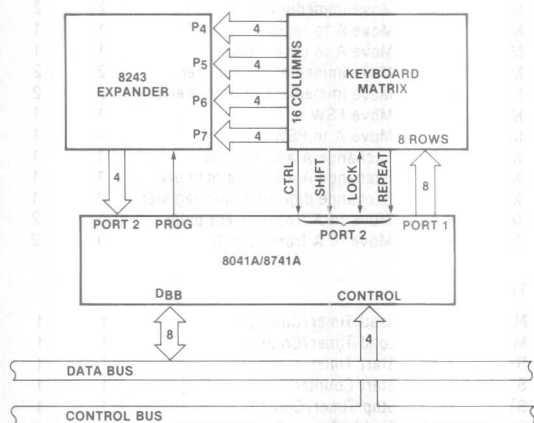 P4
4
8243
EXPANDER
P5
4
P6
4
P7
4
16 COLUMNS
KEYBOARD
MATRIX
8 ROWS
4
CTRL
SHIFT
LOCK
REPEAT
8
PORT 2
PROG
PORT 2
PORT 1
8041A/8741A
DBB
CONTROL
8
4
DATA BUS
CONTROL BUS